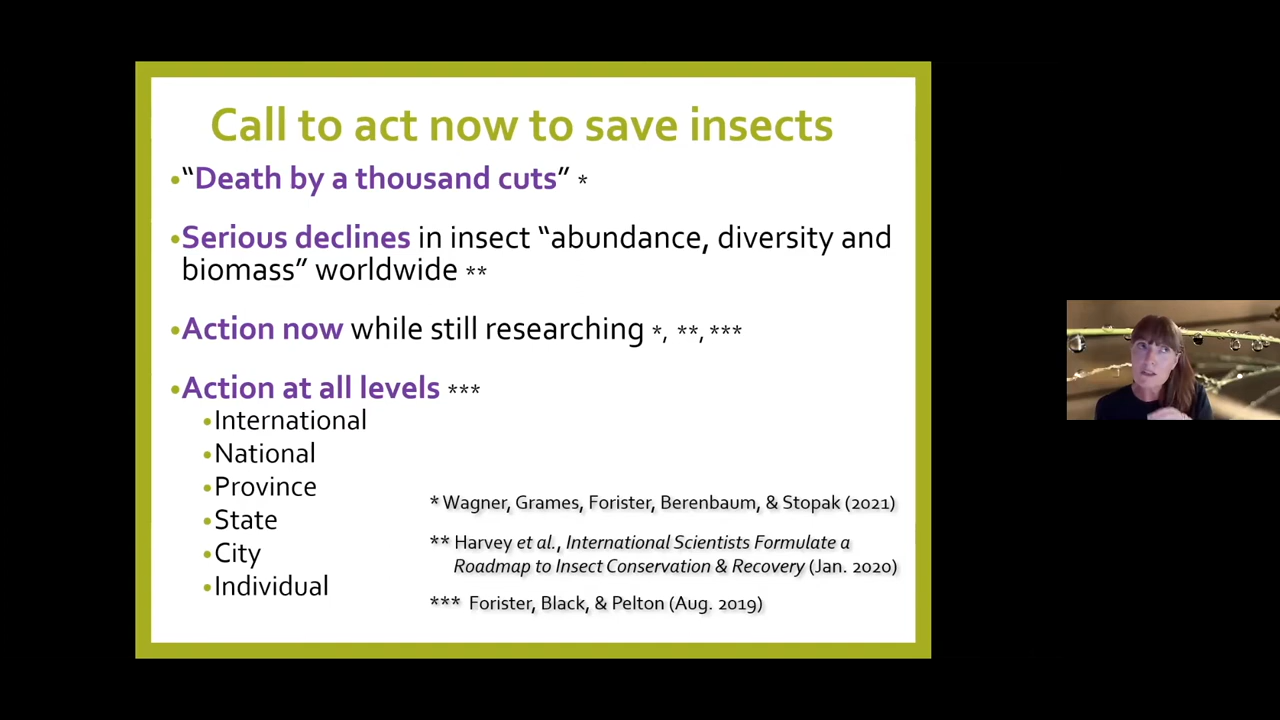 Call to act now to save insects
•“Death by a thousand cuts” *
•Serious declines in insect “abundance, diversity and
biomass” worldwide **
•Action now while still researching *, **, ***
•Action at all levels ***
•International
•National
•Province
•State
•City
•Individual
* Wagner, Grames, Forister, Berenbaum, & Stopak (2021)
** Harvey et al., International Scientists Formulate a
Roadmap to Insect Conservation & Recovery (Jan. 2020)
*** Forister, Black, & Pelton (Aug. 2019)